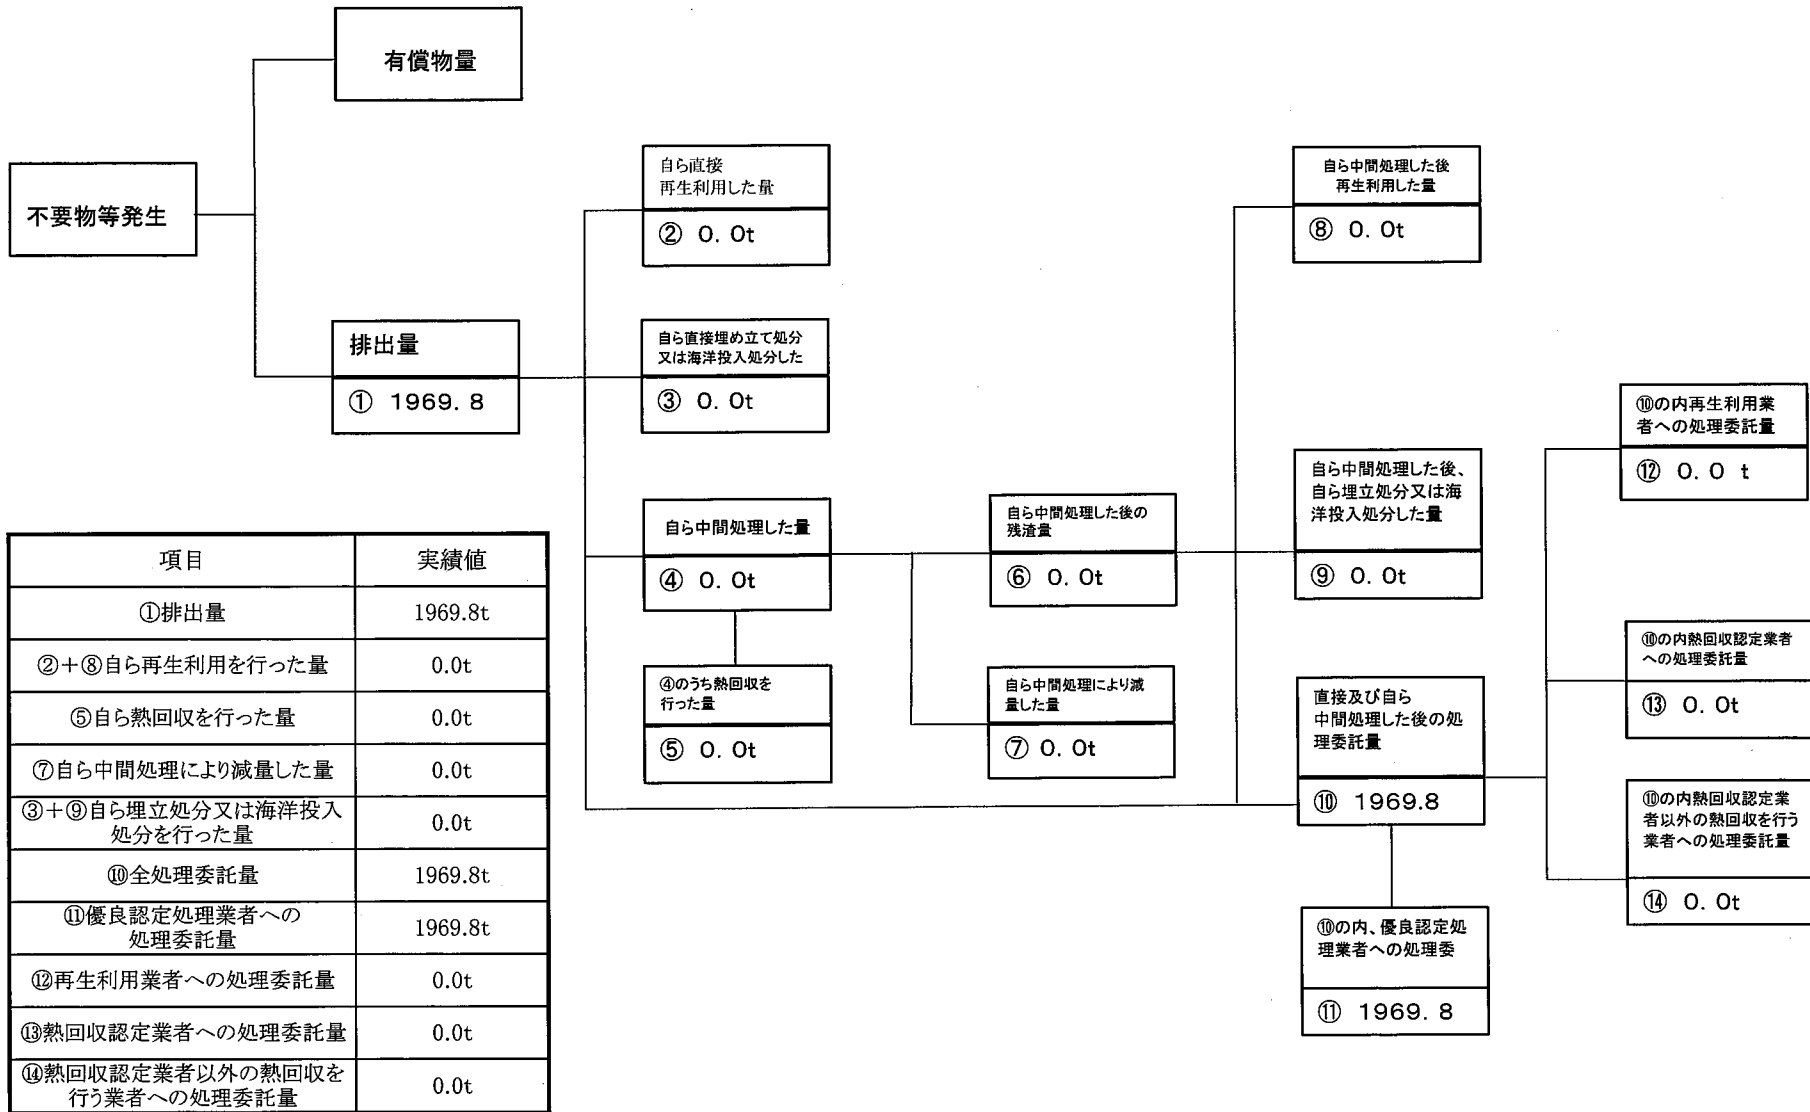 有償物量
不要物等発生
排出量
① 1969. 8
自ら直接
再生利用した量
② 0. 0t
自ら直接埋め立て処分
又は海洋投入処分した
③ 0. 0t
自ら中間処理した量
④ 0. 0t
④のうち熱回収を
行った量
⑤ 0. 0t
自ら中間処理した後の
残渣量
⑥ 0. 0t
自ら中間処理により減
量した量
⑦ 0. 0t
自ら中間処理した後
再生利用した量
⑧ 0. 0t
自ら中間処理した後、
自ら埋立処分又は海
洋投入処分した量
⑨ 0. 0t
直接及び自ら
中間処理した後の処
理委託量
⑩ 1969.8
⑩の内、優良認定処
理業者への処理委
⑪ 1969. 8
⑩の内再生利用業
者への処理委託量
⑫ 0. 0 t
⑩の内熱回収認定業者
への処理委託量
⑬ 0. 0t
⑩の内熱回収認定業
者以外の熱回収を行う
業者への処理委託量
⑭ 0. 0t
項目 実績値
①排出量 1969.8t
②+⑧自ら再生利用を行った量 0.0t
⑤自ら熱回収を行った量 0.0t
⑦自ら中間処理により減量した量 0.0t
③+⑨自ら埋立処分又は海洋投入
処分を行った量 0.0t
⑩全処理委託量 1969.8t
⑪優良認定処理業者への
処理委託量 1969.8t
⑫再生利用業者への処理委託量 0.0t
⑬熱回収認定業者への処理委託量 0.0t
⑭熱回収認定業者以外の熱回収を
行う業者への処理委託量 0.0t